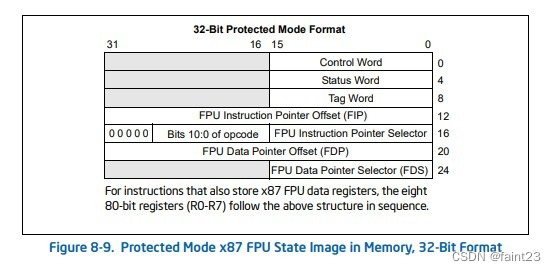 32-Bit Protected Mode Format
31 16 15 0
Control Word 0
Status Word 4
Tag Word 8
FPU Instruction Pointer Offset (FIP) 12
0 0 0 0 0 Bits 10:0 of opcode FPU Instruction Pointer Selector 16
FPU Data Pointer Offset (FDP) 20
FPU Data Pointer Selector (FDS) 24
For instructions that also store x87 FPU data registers, the eight
80-bit registers (R0-R7) follow the above structure in sequence.
Figure 8-9. Protected Mode x87 FPU State Image in Memory, 32-Bit Format
CSDN @faint23